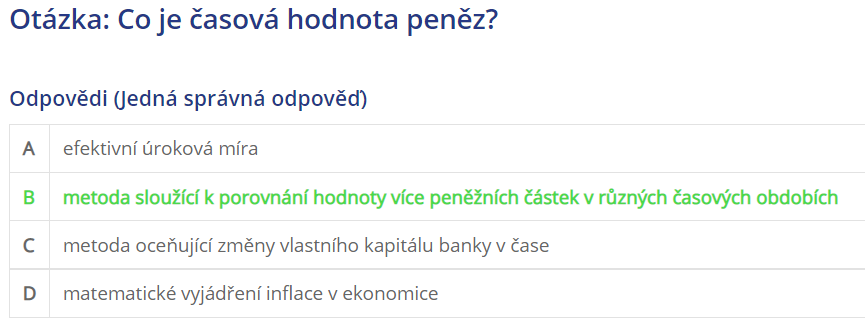 Otázka: Co je časová hodnota peněz?
Odpovědi (Jedná správná odpověď)
A efektivní úroková míra
B metoda sloužící k porovnání hodnoty více peněžních částek v různých časových obdobích
C metoda oceňující změny vlastního kapitálu banky v čase
D matematické vyjádření inflace v ekonomice